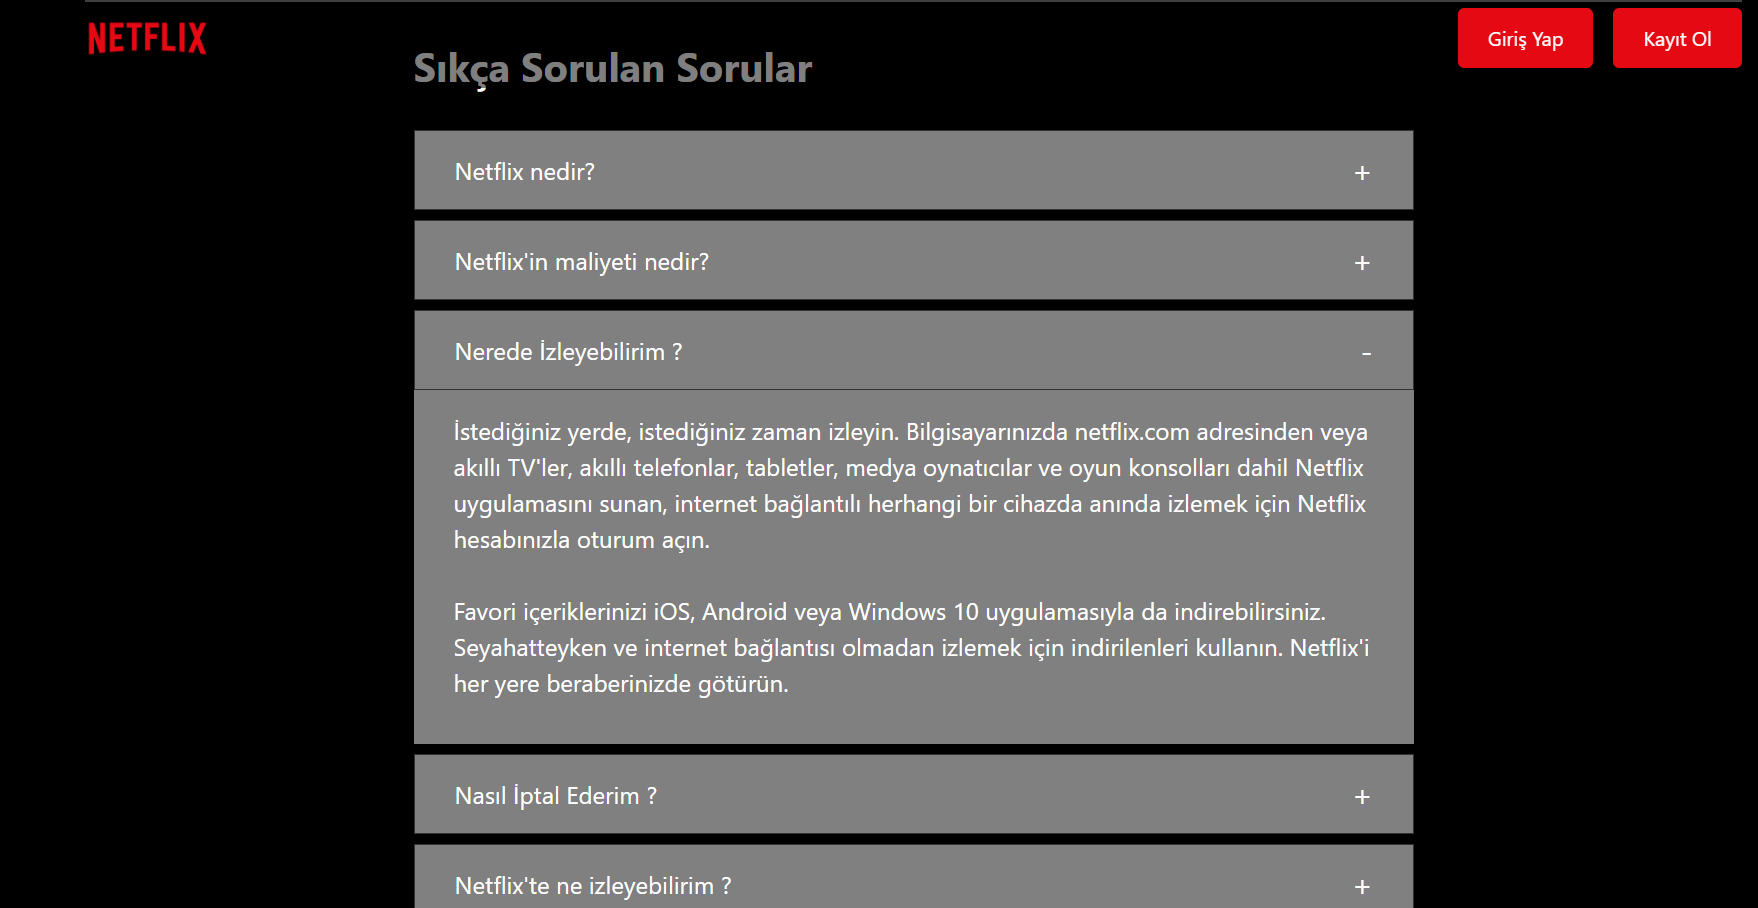 NETFLIX
Giriş Yap
Kayıt Ol
Sıkça Sorulan Sorular
Netflix nedir?
+
Netflix'in maliyeti nedir?
+
Nerede İzleyebilirim ?
-
İstediğiniz yerde, istediğiniz zaman izleyin. Bilgisayarınızda netflix.com adresinden veya
akıllı TV'ler, akıllı telefonlar, tabletler, medya oynatıcılar ve oyun konsolları dahil Netflix
uygulamasını sunan, internet bağlantılı herhangi bir cihazda anında izlemek için Netflix
hesabınızla oturum açın.
Favori içeriklerinizi iOS, Android veya Windows 10 uygulamasıyla da indirebilirsiniz.
Seyahatteyken ve internet bağlantısı olmadan izlemek için indirilenleri kullanın. Netflix'i
her yere beraberinizde götürün.
Nasıl İptal Ederim ?
+
Netflix'te ne izleyebilirim ?
+